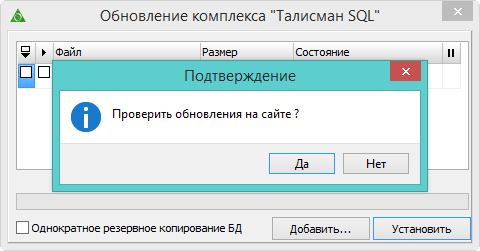 Обновление комплекса "Талисман SQL"
Файл Размер Состояние
Подтверждение
Проверить обновления на сайте ?
Да Нет
Однократное резервное копирование БД Добавить... Установить